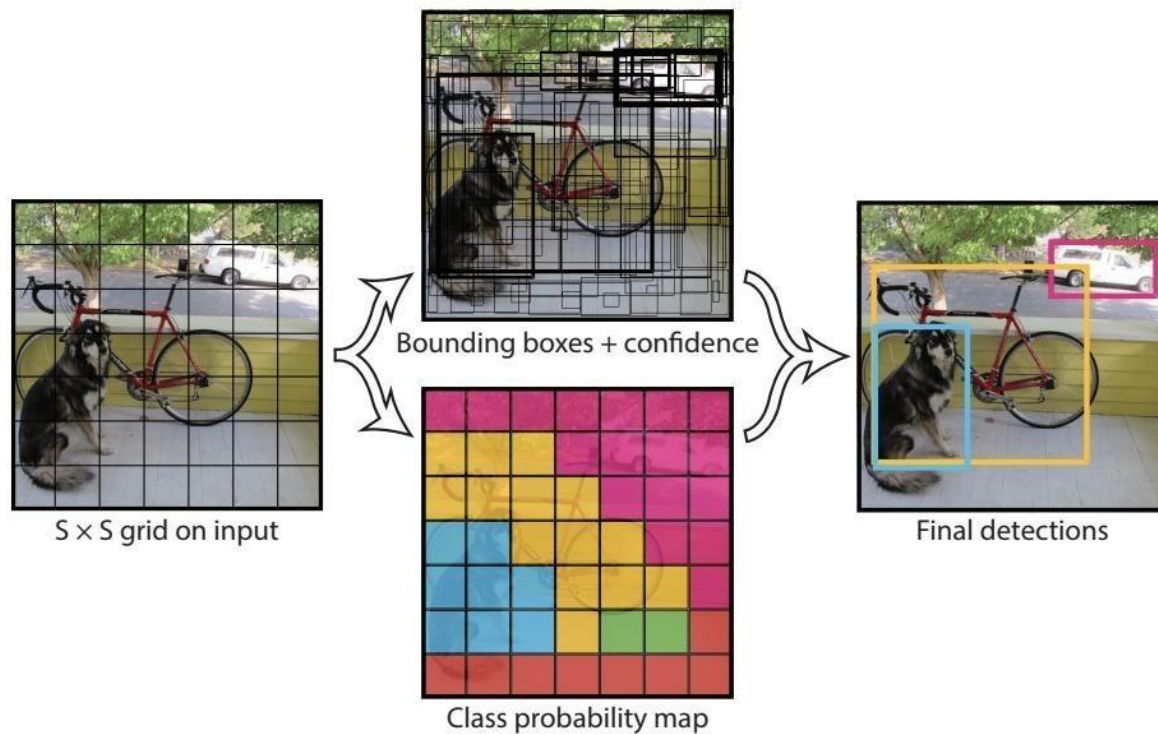 S × S grid on input
Bounding boxes + confidence
Class probability map
Final detections